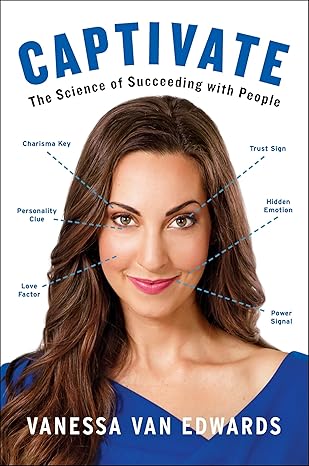 CAPTIVATE
The Science of Succeeding with People
Charisma Key
Trust Sign
Personality
Clue
Hidden
Emotion
Love
Factor
Power
Signal
VANESSA VAN EDWARDS